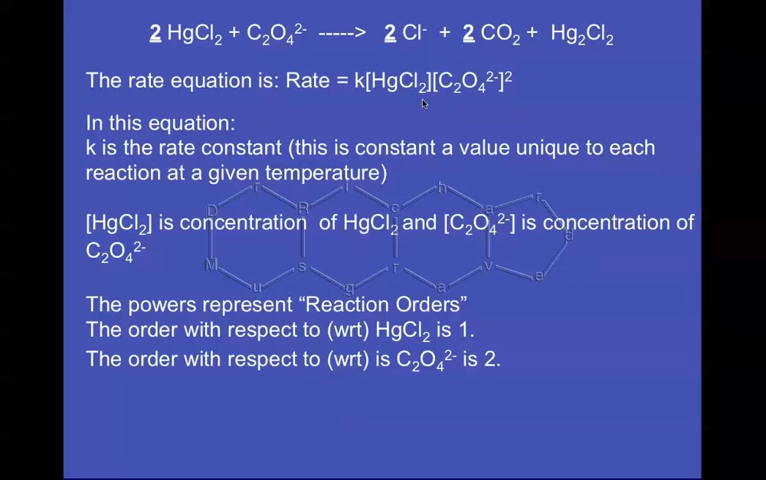 2 HgCl₂ + C₂O₄²⁻ -----> 2 Cl⁻ + 2 CO₂ + Hg₂Cl₂
The rate equation is: Rate = k[HgCl₂][C₂O₄²⁻]²
In this equation:
k is the rate constant (this is constant a value unique to each
reaction at a given temperature)
[HgCl₂] is concentration of HgCl₂ and [C₂O₄²⁻] is concentration of
C₂O₄²⁻
The powers represent “Reaction Orders”
The order with respect to (wrt) HgCl₂ is 1.
The order with respect to (wrt) is C₂O₄²⁻ is 2.